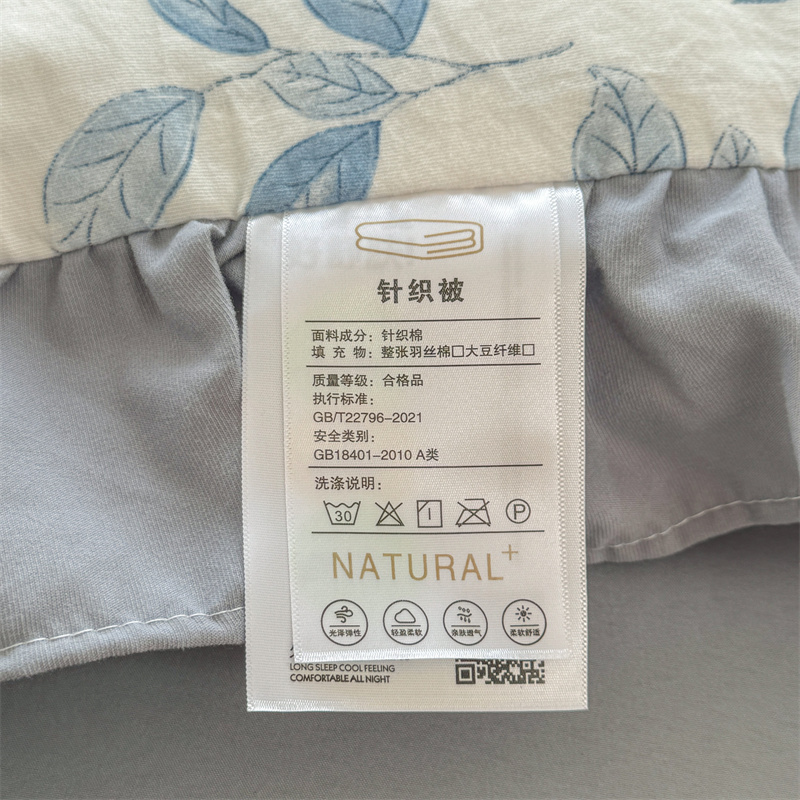 针织被
面料成分：针织棉
填 充 物：整张羽丝棉□大豆纤维□
质量等级：合格品
执行标准：
GB/T22796-2021
安全类别：
GB18401-2010 A类
洗涤说明：
30 P
NATURAL+
光泽弹性 轻盈柔软 亲肤透气 柔软舒适
LONG SLEEP COOL FEELING
COMFORTABLE ALL NIGHT